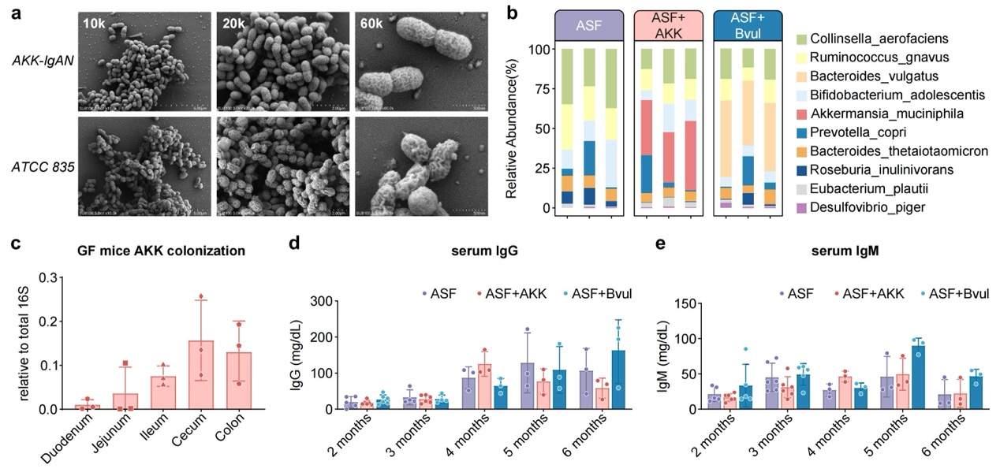 a
10k
20k
60k
AKK-IgAN
ATCC 835
b
ASF
ASF+
AKK
ASF+
Bvul
Relative Abundance(%)
100
75
50
25
0
Collinsella_aerofaciens
Ruminococcus_gnavus
Bacteroides_vulgatus
Bifidobacterium_adolescentis
Akkermansia_muciniphila
Prevotella_copri
Bacteroides_thetaiotaomicron
Roseburia_inulinivorans
Eubacterium_plautii
Desulfovibrio_piger
c
GF mice AKK colonization
relative to total 16S
0.3
0.2
0.1
0.0
Duodenum
Jejunum
Ileum
Cecum
Colon
d
serum IgG
ASF
ASF+AKK
ASF+Bvul
IgG (mg/dL)
300
200
100
0
2 months
3 months
4 months
5 months
6 months
e
serum IgM
ASF
ASF+AKK
ASF+Bvul
IgM (mg/dL)
150
100
50
0
2 months
3 months
4 months
5 months
6 months